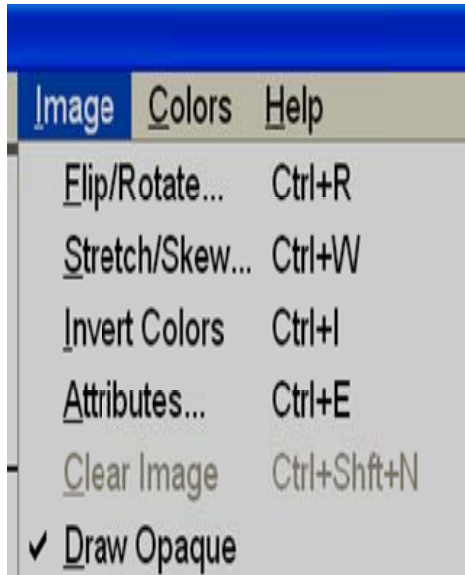 Image Colors Help
Flip/Rotate... Ctrl+R
Stretch/Skew... Ctrl+W
Invert Colors Ctrl+I
Attributes... Ctrl+E
Clear Image Ctrl+Shft+N
✓ Draw Opaque